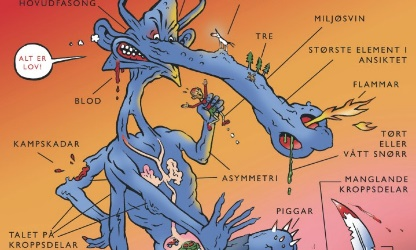 HOVUDFASONG
MILJØSVIN
TRE
STØRSTE ELEMENT I
ANSIKTET
ALT ER
LOV!
FLAMMAR
BLOD
TØRT
ELLER
VÅTT SNØRR
KAMPSKADAR
ASYMMETRI
MANGLANDE
KROPPSDELAR
PIGGAR
TALET PÅ
KROPPSDELAR